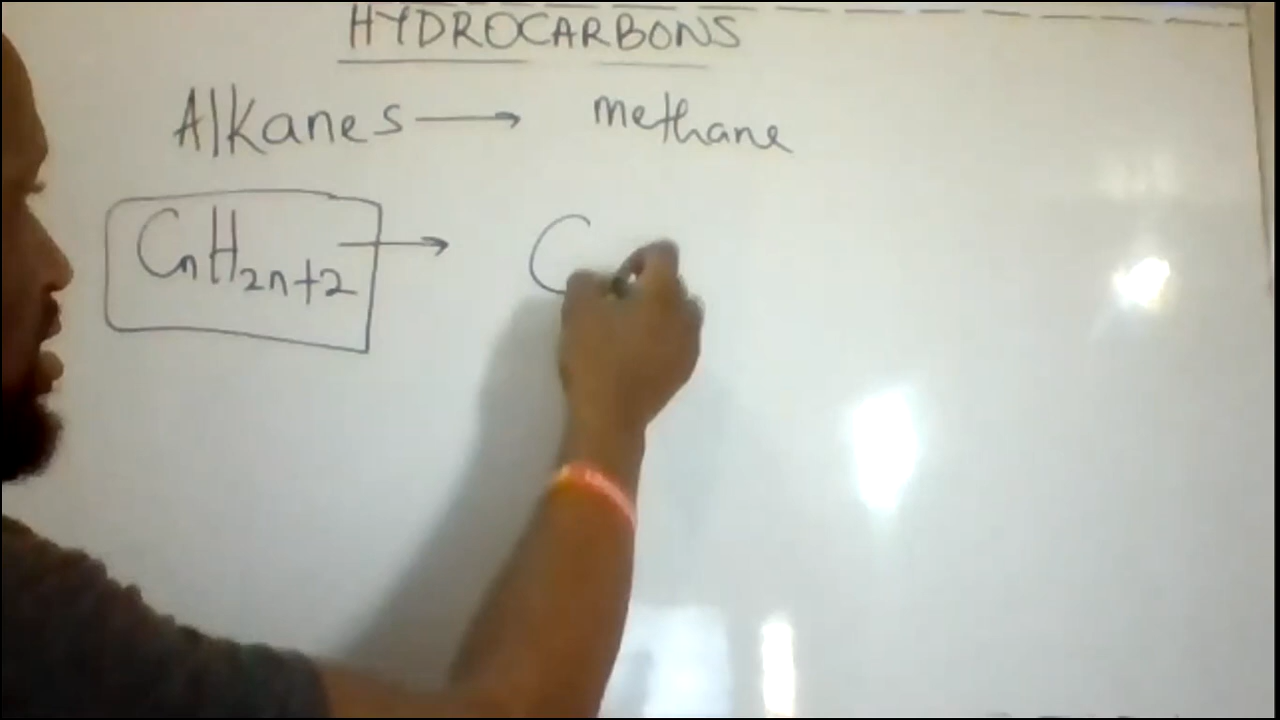 HYDROCARBONS
Alkanes → methane
CnH2n+2 → C